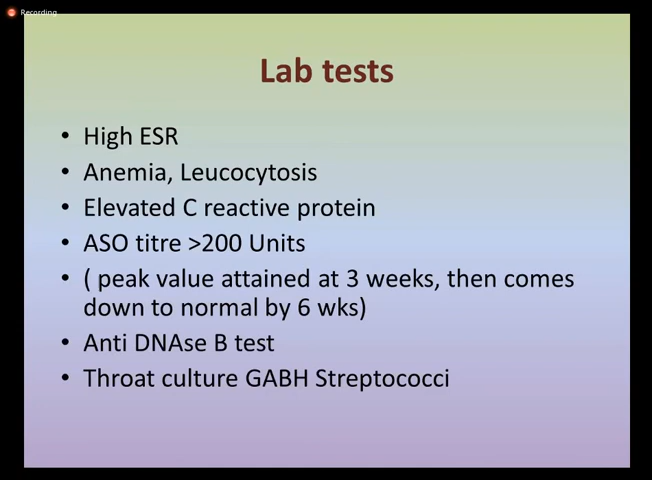 Recording
Lab tests
• High ESR
• Anemia, Leucocytosis
• Elevated C reactive protein
• ASO titre >200 Units
• ( peak value attained at 3 weeks, then comes
down to normal by 6 wks)
• Anti DNAse B test
• Throat culture GABH Streptococci